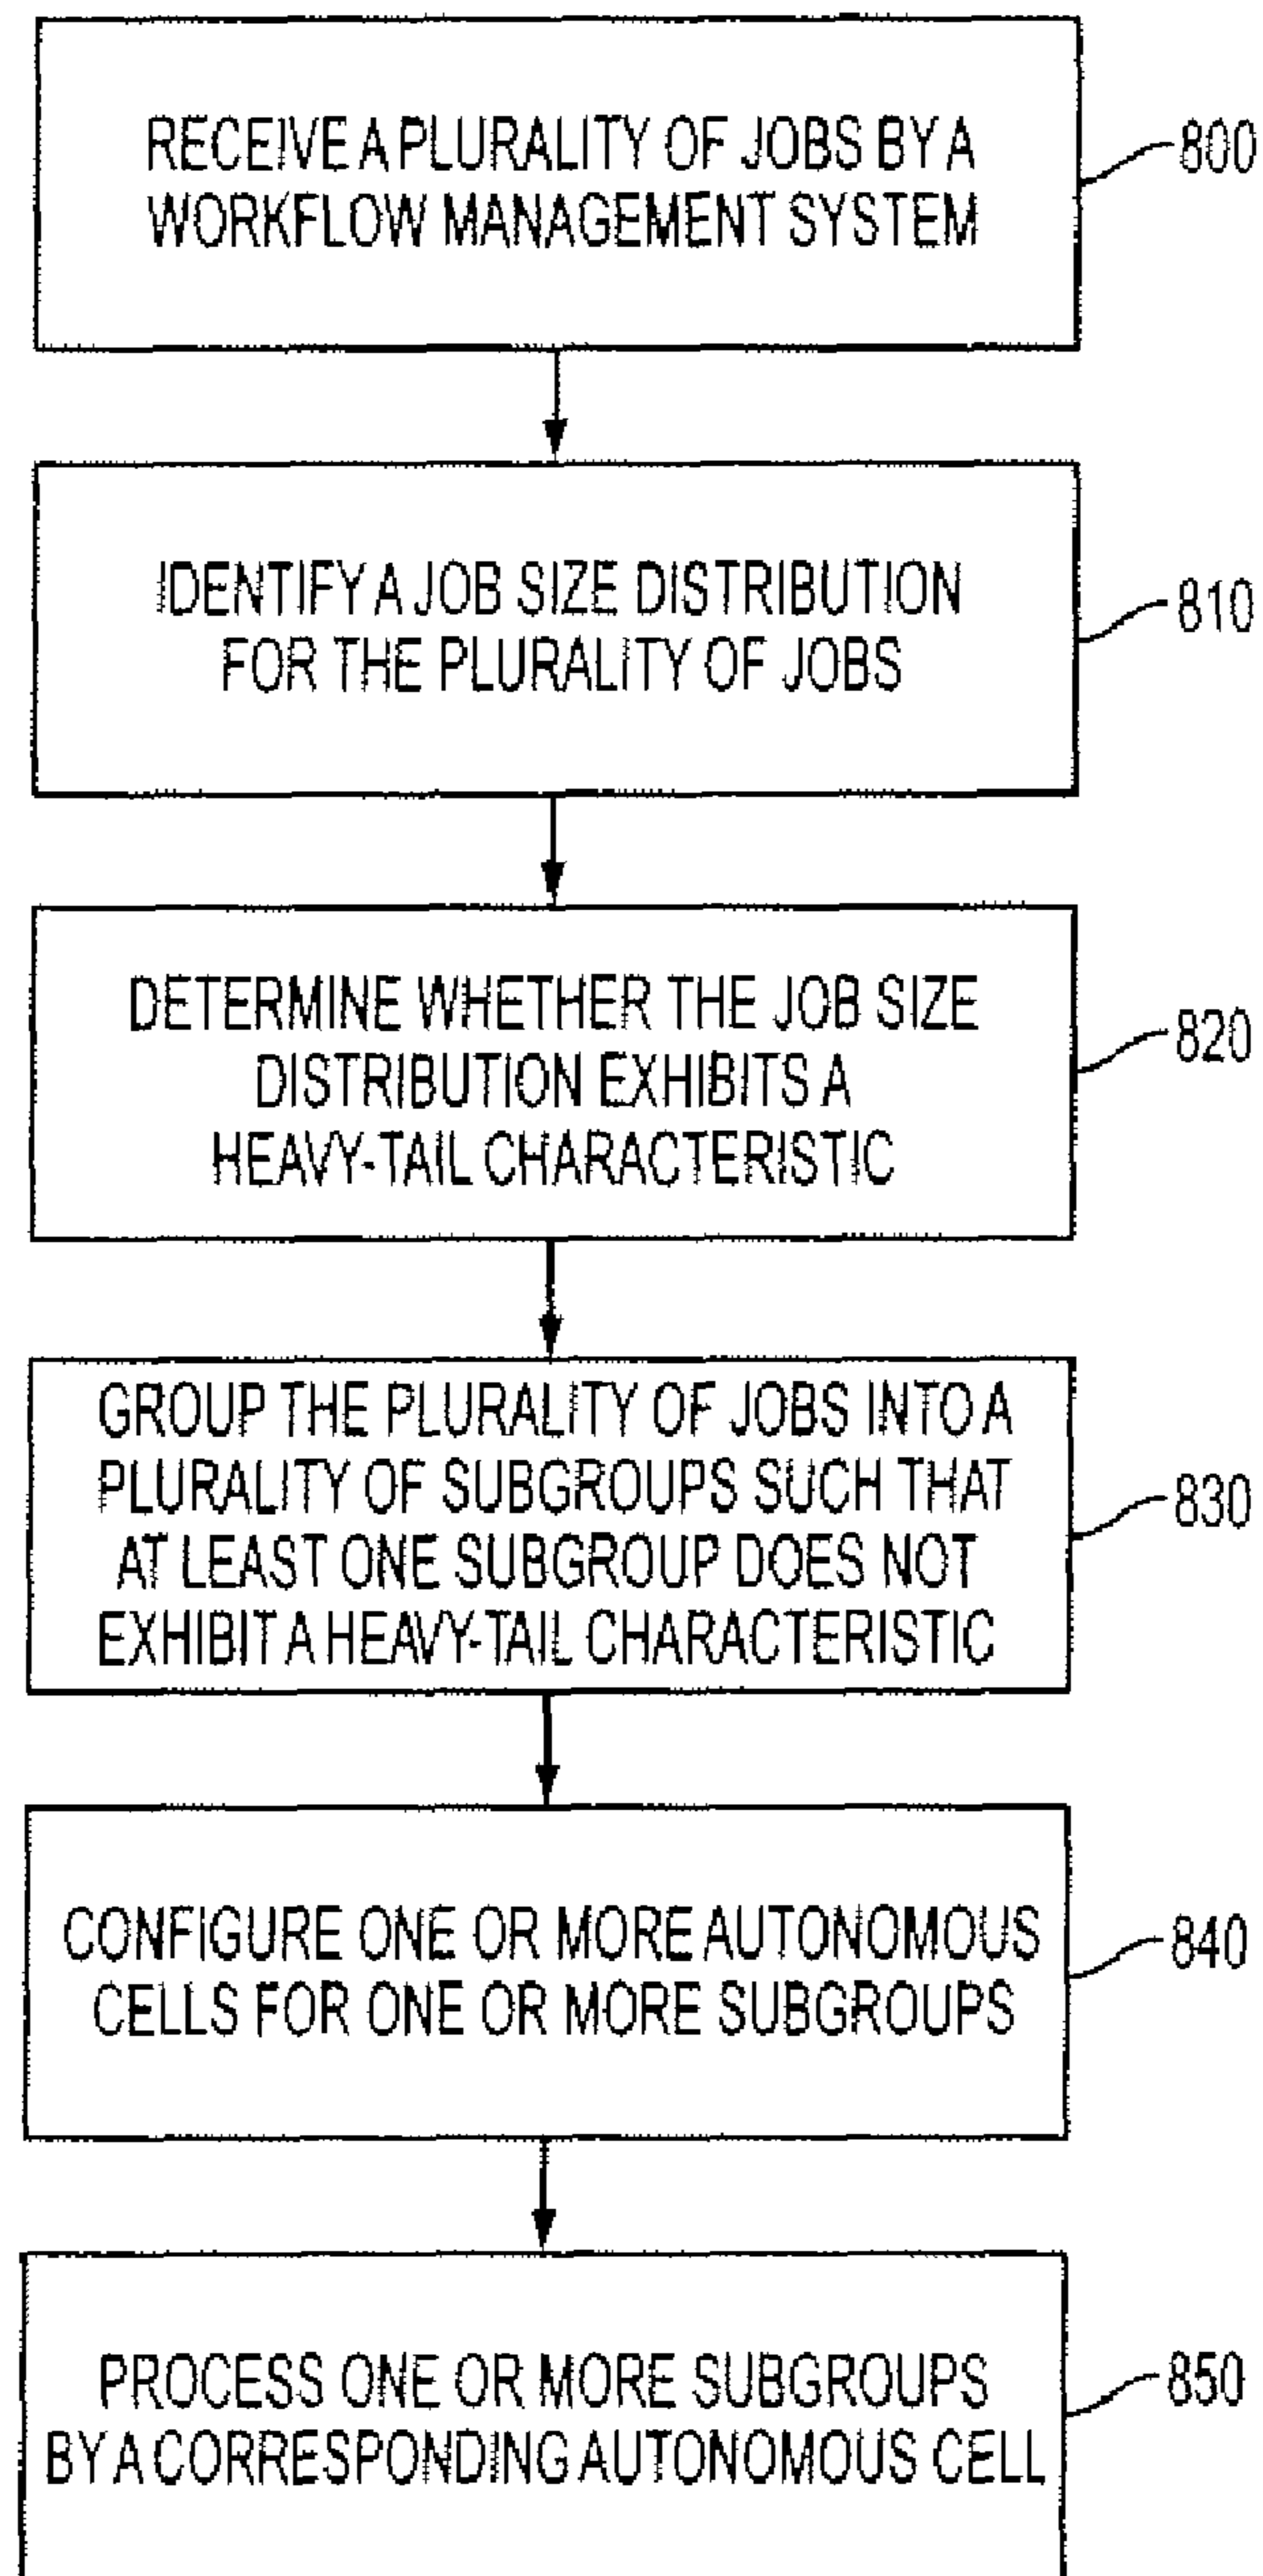 RECEIVE A PLURALITY OF JOBS BY A
WORKFLOW MANAGEMENT SYSTEM
800
IDENTIFY A JOB SIZE DISTRIBUTION
FOR THE PLURALITY OF JOBS
810
DETERMINE WHETHER THE JOB SIZE
DISTRIBUTION EXHIBITS A
HEAVY-TAIL CHARACTERISTIC
820
GROUP THE PLURALITY OF JOBS INTO A
PLURALITY OF SUBGROUPS SUCH THAT
AT LEAST ONE SUBGROUP DOES NOT
EXHIBIT A HEAVY-TAIL CHARACTERISTIC
830
CONFIGURE ONE OR MORE AUTONOMOUS
CELLS FOR ONE OR MORE SUBGROUPS
840
PROCESS ONE OR MORE SUBGROUPS
BY A CORRESPONDING AUTONOMOUS CELL
850